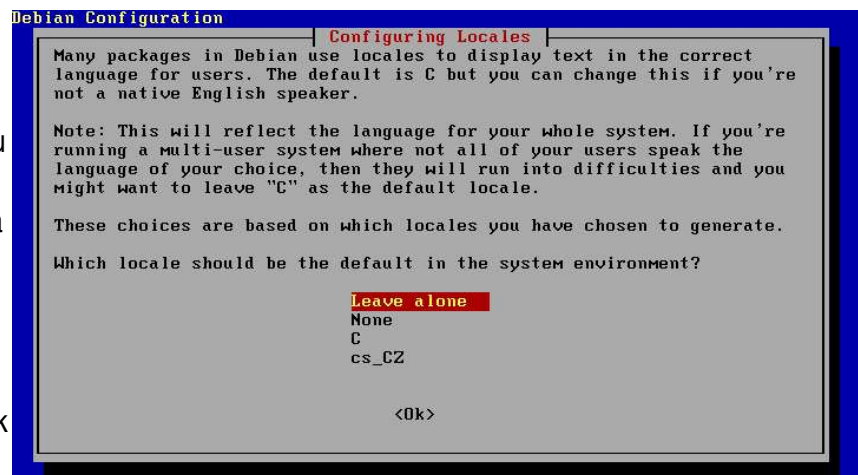 Debian Configuration
Configuring Locales
Many packages in Debian use locales to display text in the correct
language for users. The default is C but you can change this if you're
not a native English speaker.
Note: This will reflect the language for your whole system. If you're
running a multi-user system where not all of your users speak the
language of your choice, then they will run into difficulties and you
might want to leave "C" as the default locale.
These choices are based on which locales you have chosen to generate.
Which locale should be the default in the system environment?
Leave alone
None
C
cs_CZ
<Ok>